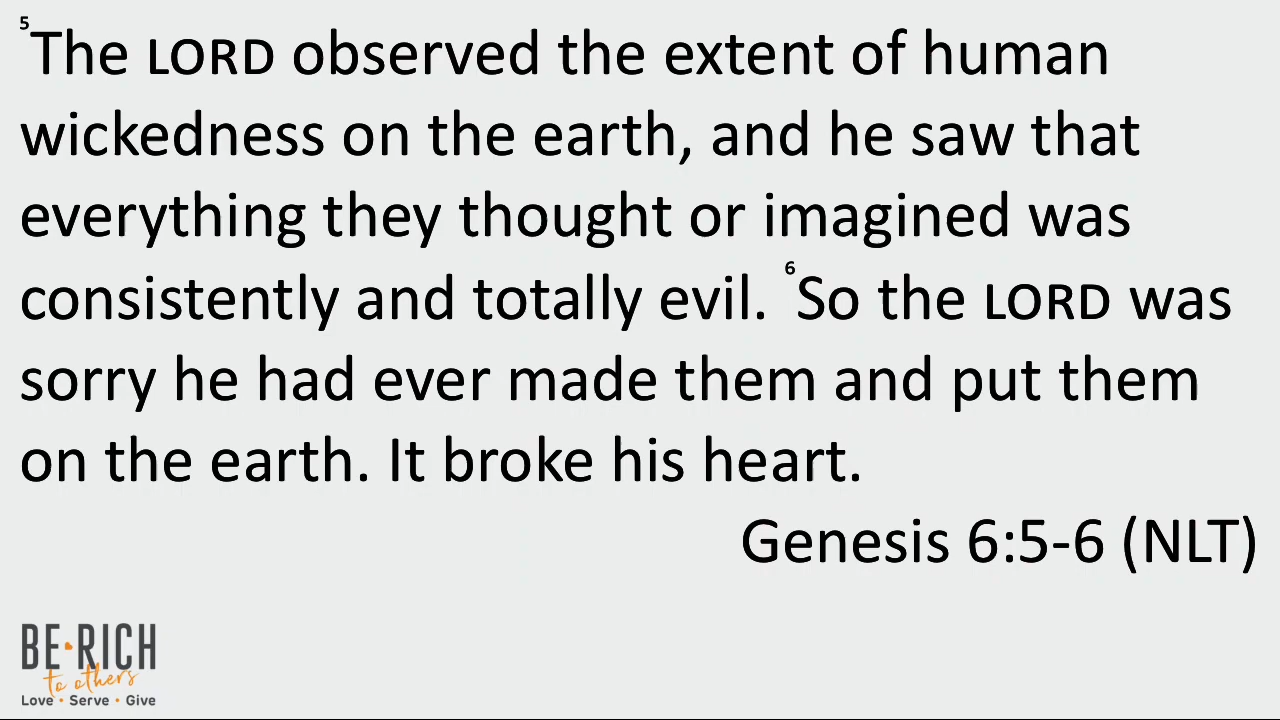 5The LORD observed the extent of human
wickedness on the earth, and he saw that
everything they thought or imagined was
consistently and totally evil. 6So the LORD was
sorry he had ever made them and put them
on the earth. It broke his heart.
Genesis 6:5-6 (NLT)
BE·RICH
to others
Love • Serve • Give